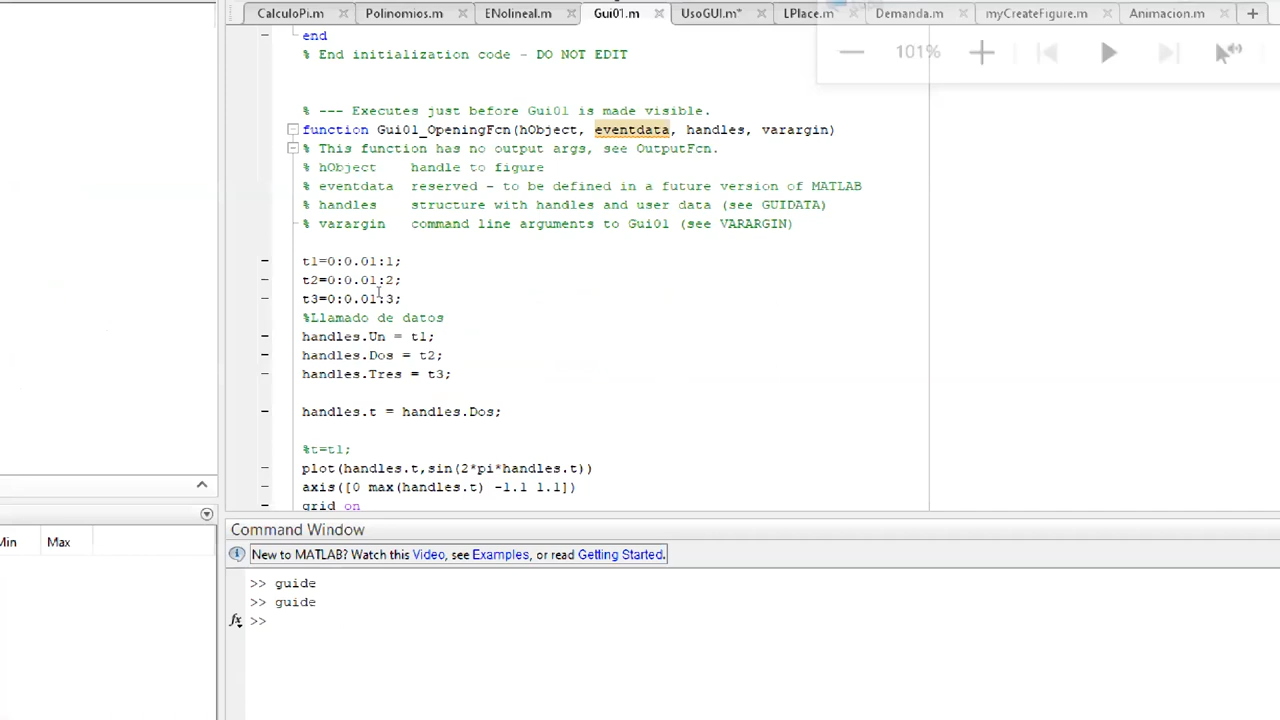 CalculoPi.m Polinomios.m ENolineal.m Gui01.m UsoGUI.m* LPlace.m Demanda.m myCreateFigure.m Animacion.m
101%
end
% End initialization code - DO NOT EDIT
% --- Executes just before Gui01 is made visible.
function Gui01_OpeningFcn(hObject, eventdata, handles, varargin)
% This function has no output args, see OutputFcn.
% hObject    handle to figure
% eventdata  reserved - to be defined in a future version of MATLAB
% handles    structure with handles and user data (see GUIDATA)
% varargin   command line arguments to Gui01 (see VARARGIN)
t1=0:0.01:1;
t2=0:0.01:2;
t3=0:0.01:3;
%Llamado de datos
handles.Un = t1;
handles.Dos = t2;
handles.Tres = t3;
handles.t = handles.Dos;
%t=t1;
plot(handles.t,sin(2*pi*handles.t))
axis([0 max(handles.t) -1.1 1.1])
grid on
Min Max
Command Window
New to MATLAB? Watch this Video, see Examples, or read Getting Started.
>> guide
>> guide
fx >>